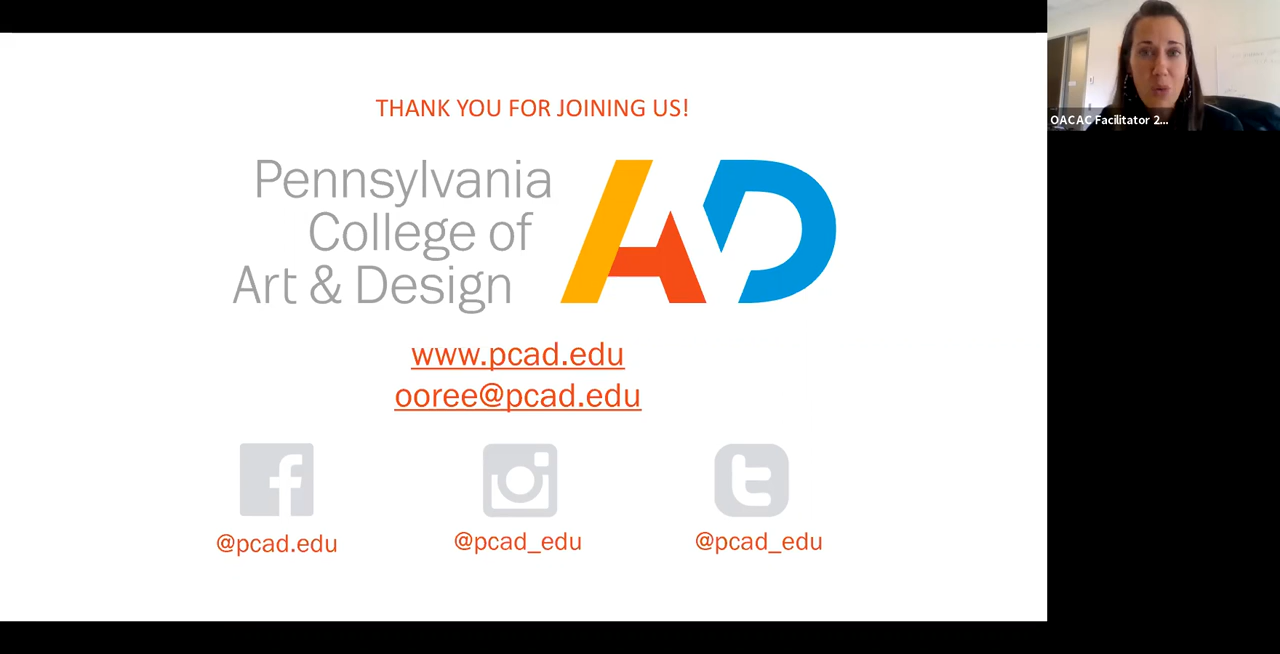 THANK YOU FOR JOINING US!
Pennsylvania
College of
Art & Design
AD
www.pcad.edu
ooree@pcad.edu
@pcad.edu
@pcad_edu
@pcad_edu
OACAC Facilitator 2...